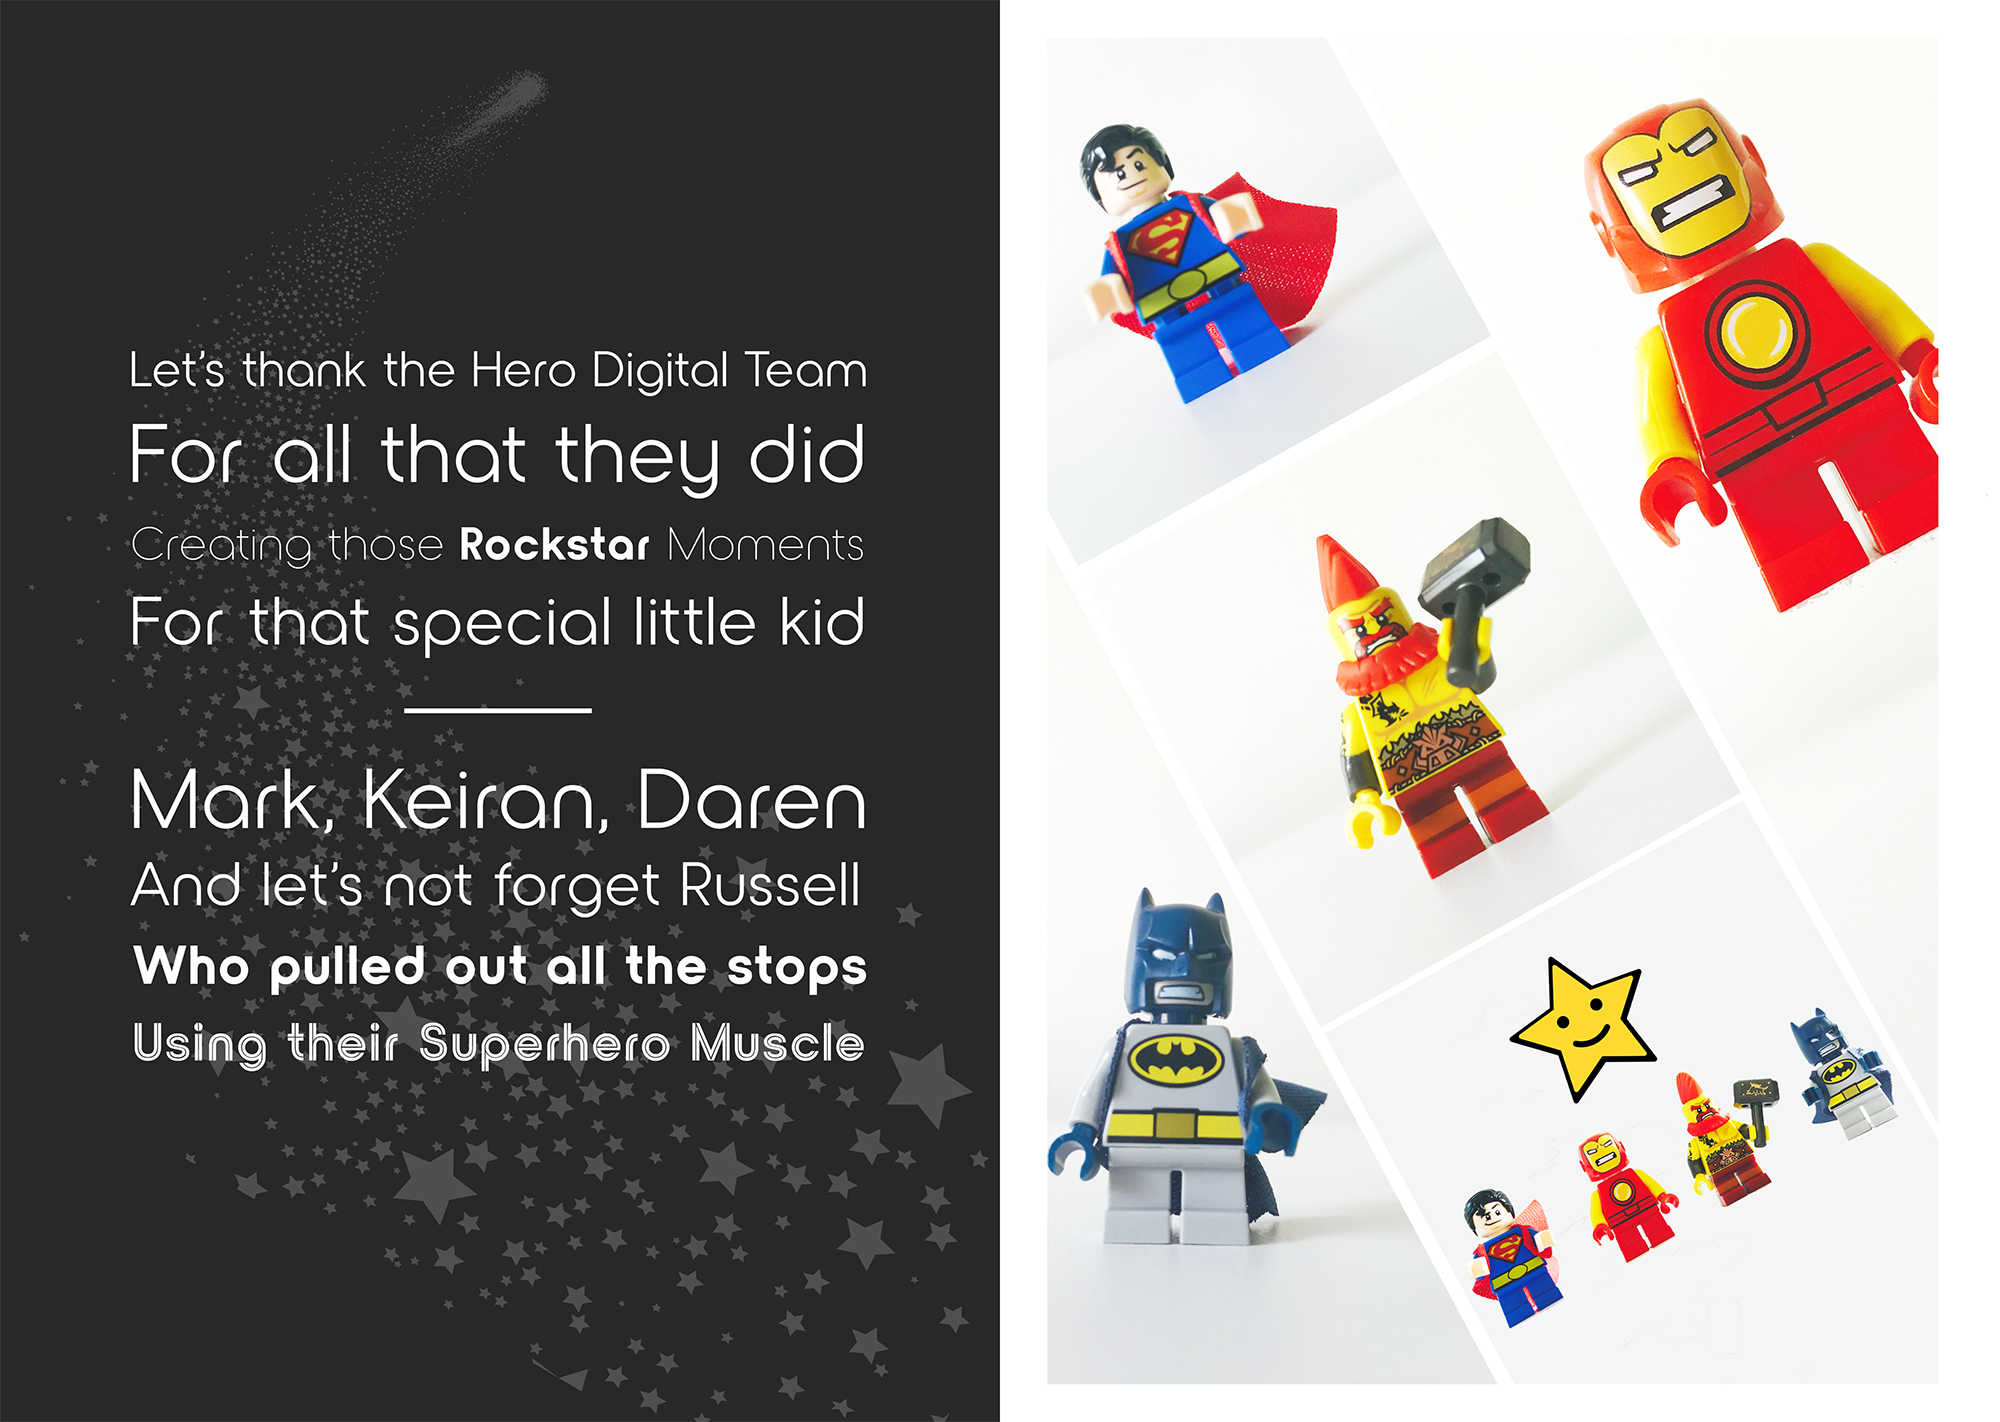 Let's thank the Hero Digital Team
For all that they did
Creating those Rockstar Moments
For that special little kid
Mark, Keiran, Daren
And let's not forget Russell
Who pulled out all the stops
Using their Superhero Muscle